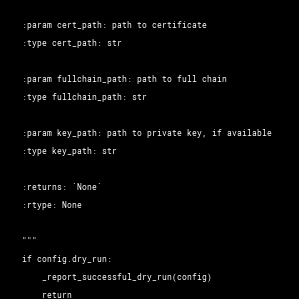 :param cert_path: path to certificate
:type cert_path: str
:param fullchain_path: path to full chain
:type fullchain_path: str
:param key_path: path to private key, if available
:type key_path: str
:returns: `None`
:rtype: None
"""
if config.dry_run:
_report_successful_dry_run(config)
return